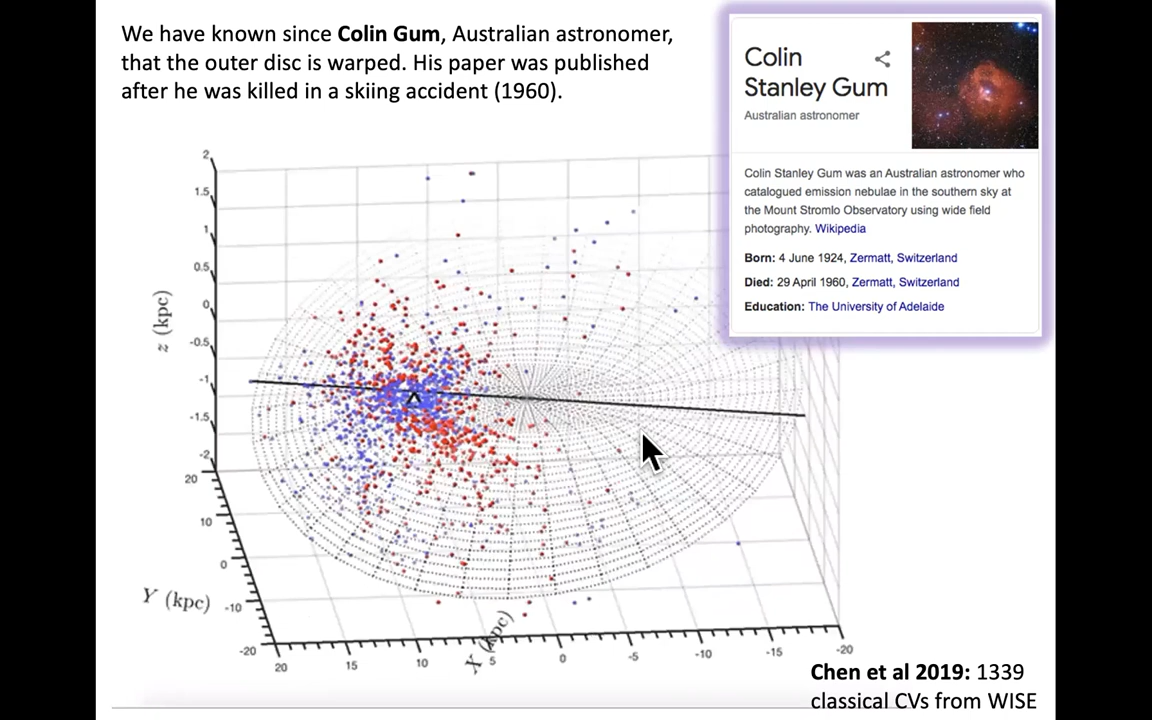 We have known since Colin Gum, Australian astronomer,
that the outer disc is warped. His paper was published
after he was killed in a skiing accident (1960).
Colin
Stanley Gum
Australian astronomer
Colin Stanley Gum was an Australian astronomer who
catalogued emission nebulae in the southern sky at
the Mount Stromlo Observatory using wide field
photography. Wikipedia
Born: 4 June 1924, Zermatt, Switzerland
Died: 29 April 1960, Zermatt, Switzerland
Education: The University of Adelaide
2
1.5
1
0.5
0
-0.5
-1
-1.5
-2
z (kpc)
20
10
0
-10
-20
Y (kpc)
20
15
10
5
0
-5
-10
-15
-20
X (kpc)
Chen et al 2019: 1339
classical CVs from WISE